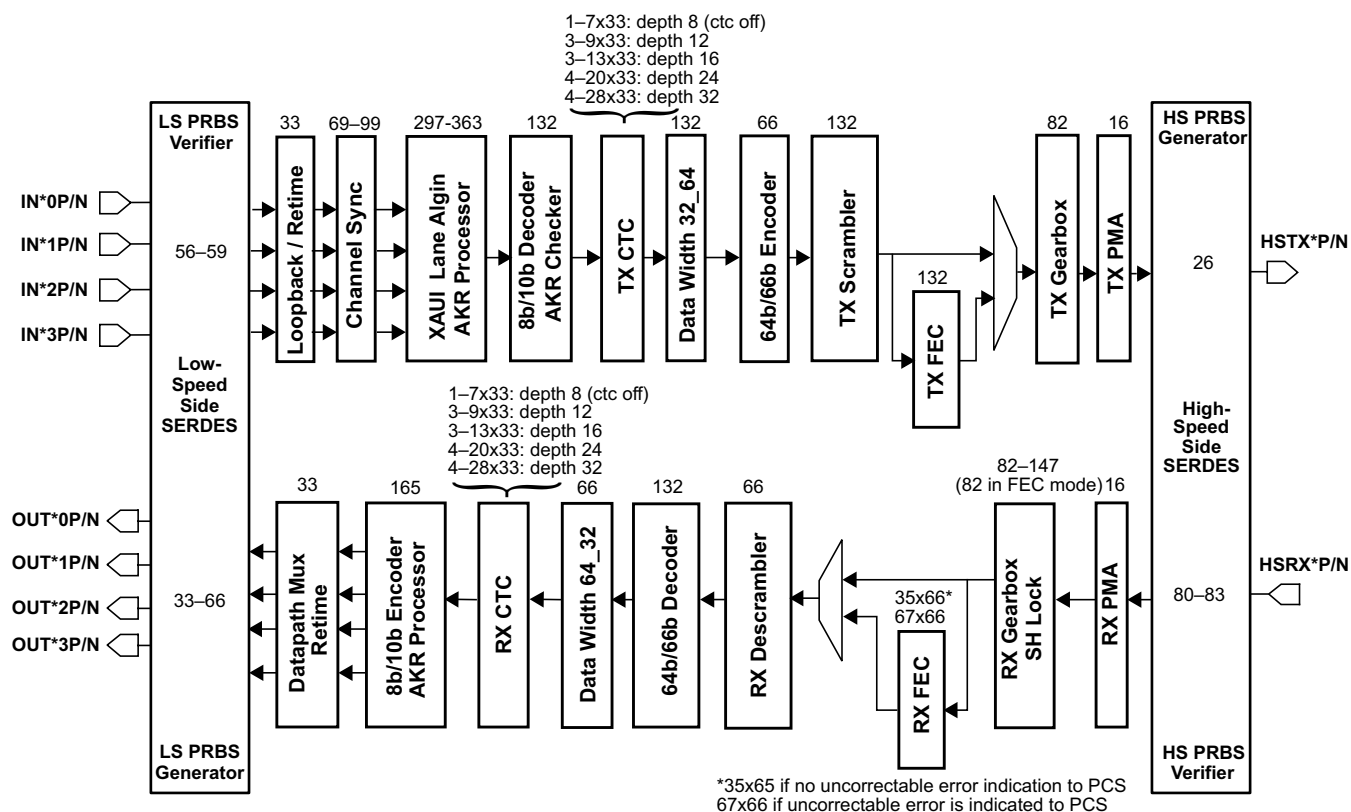 1–7x33: depth 8 (ctc off)
3–9x33: depth 12
3–13x33: depth 16
4–20x33: depth 24
4–28x33: depth 32
LS PRBS
Verifier
33
69–99
297-363
132
132
66
132
82
16
HS PRBS
Generator
IN*0P/N
IN*1P/N
IN*2P/N
IN*3P/N
56–59
Low-
Speed
Side
SERDES
Loopback / Retime
Channel Sync
XAUI Lane Algin
AKR Processor
8b/10b Decoder
AKR Checker
TX CTC
Data Width 32_64
64b/66b Encoder
TX Scrambler
132
TX FEC
TX Gearbox
TX PMA
26
HSTX*P/N
High-
Speed
Side
SERDES
1–7x33: depth 8 (ctc off)
3–9x33: depth 12
3–13x33: depth 16
4–20x33: depth 24
4–28x33: depth 32
33
165
66
132
66
82–147
(82 in FEC mode)
16
OUT*0P/N
OUT*1P/N
OUT*2P/N
OUT*3P/N
33–66
Datapath Mux
Retime
8b/10b Encoder
AKR Processor
RX CTC
Data Width 64_32
64b/66b Decoder
RX Descrambler
35x66*
67x66
RX FEC
RX Gearbox
SH Lock
RX PMA
80–83
HSRX*P/N
LS PRBS
Generator
HS PRBS
Verifier
*35x65 if no uncorrectable error indication to PCS
67x66 if uncorrectable error is indicated to PCS